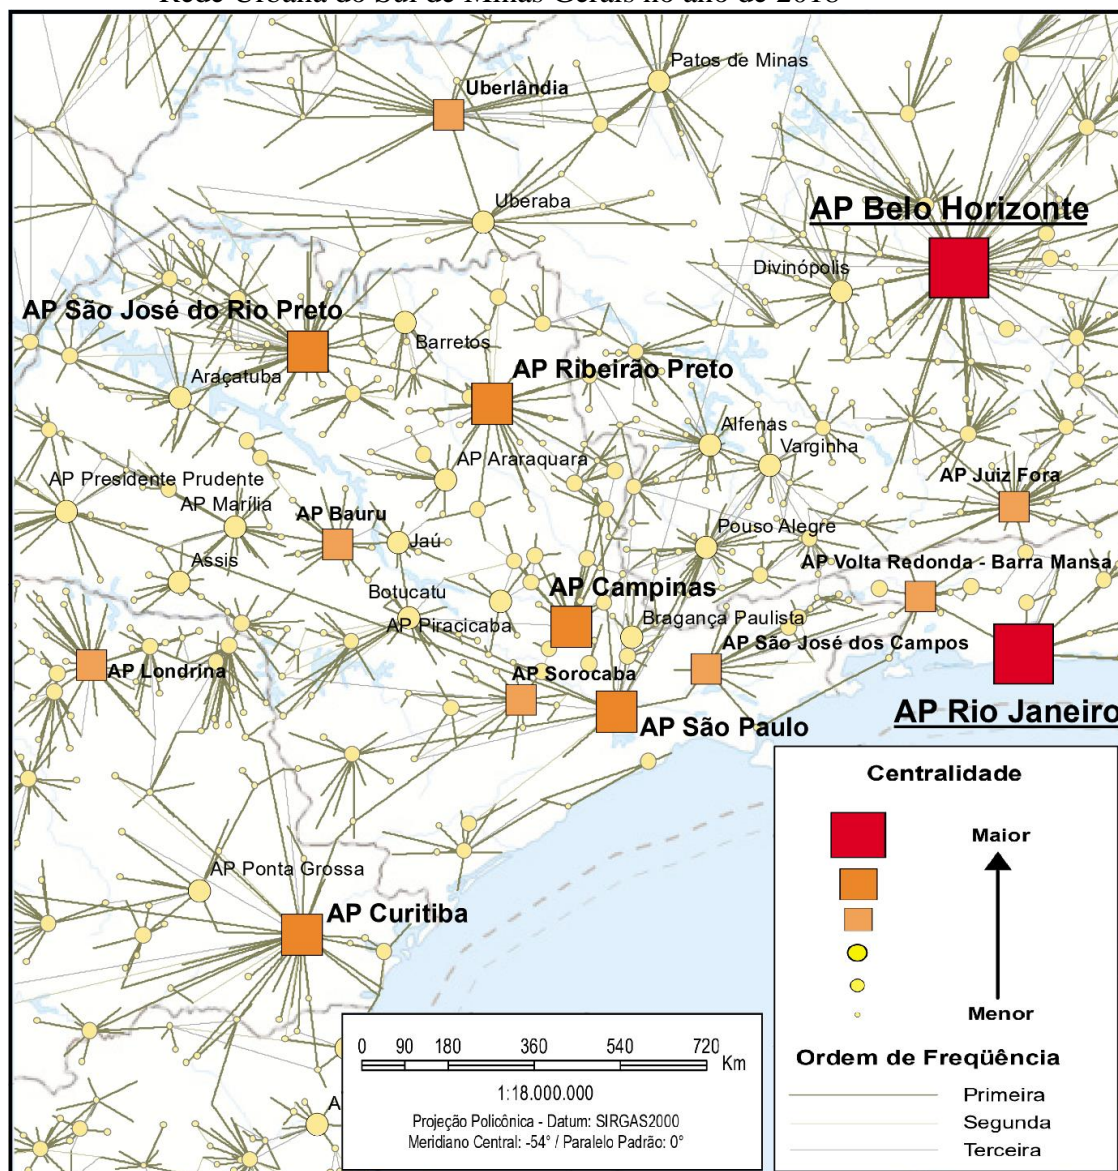 Rede Urbana do Sul de Minas Gerais no ano de 2018
Patos de Minas
Uberlândia
Uberaba
AP Belo Horizonte
Divinópolis
AP São José do Rio Preto
Barretos
AP Ribeirão Preto
Araçatuba
Alfenas
Varginha
AP Araraquara
AP Juiz Fora
AP Presidente Prudente
AP Marília
AP Bauru
Jaú
Pouso Alegre
Assis
AP Volta Redonda - Barra Mansa
AP Campinas
Botucatu
Bragança Paulista
AP Piracicaba
AP São José dos Campos
AP Londrina
AP Sorocaba
AP São Paulo
AP Rio Janeiro
AP Ponta Grossa
AP Curitiba
A
Centralidade
Maior
Menor
Ordem de Freqüência
Primeira
Segunda
Terceira
0 90 180 360 540 720
Km
1:18.000.000
Projeção Policônica - Datum: SIRGAS2000
Meridiano Central: -54° / Paralelo Padrão: 0°